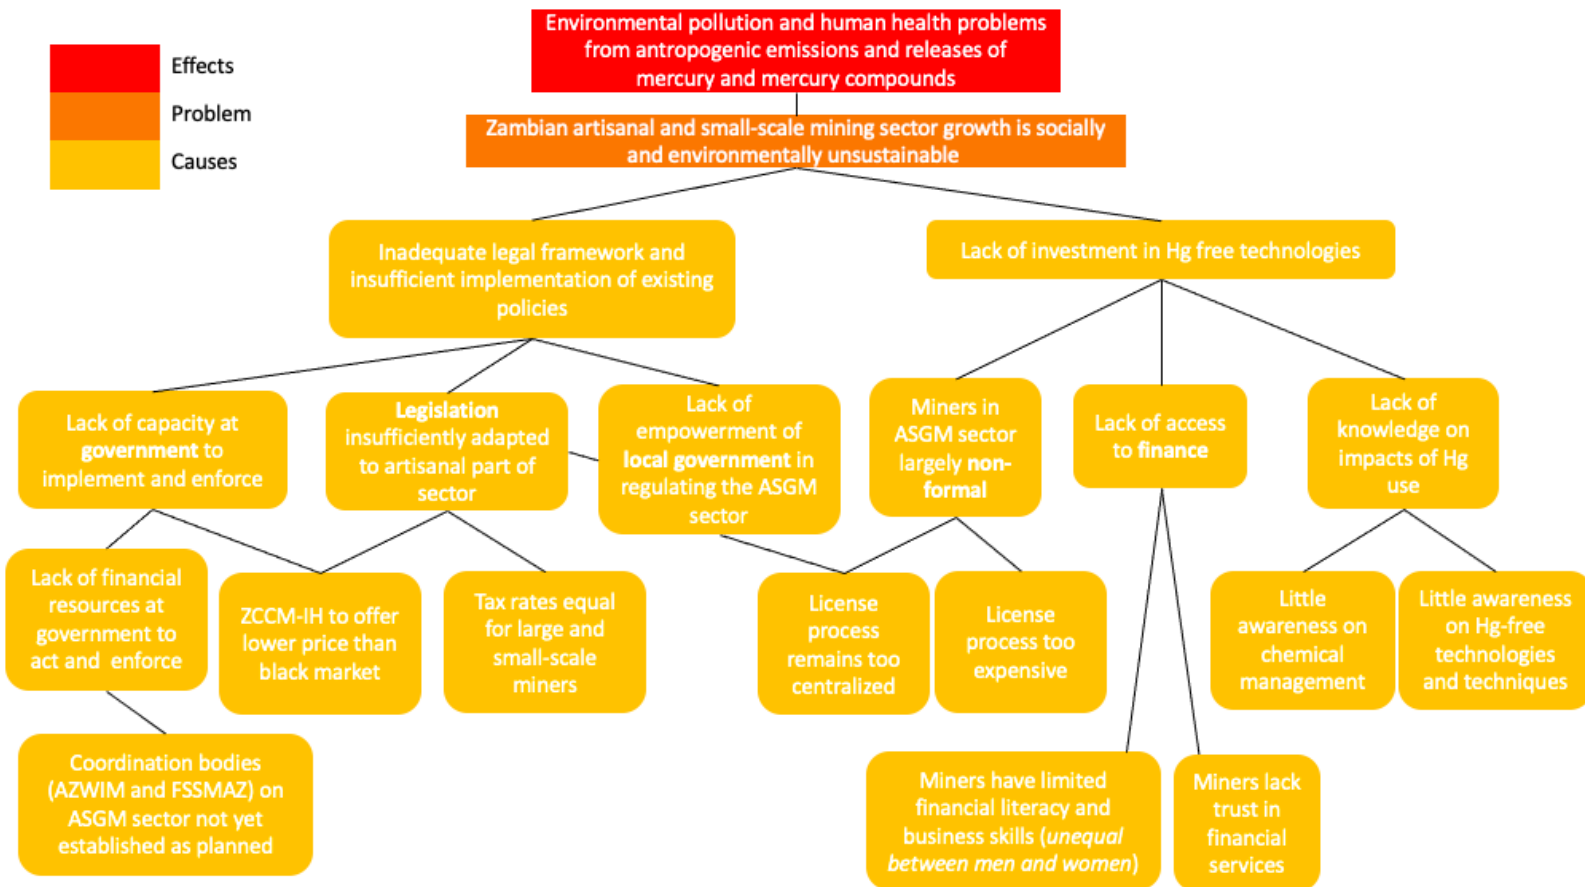 Effects
Problem
Causes
Environmental pollution and human health problems
from antropogenic emissions and releases of
mercury and mercury compounds
Zambian artisanal and small-scale mining sector growth is socially
and environmentally unsustainable
Inadequate legal framework and
insufficient implementation of existing
policies
Lack of investment in Hg free technologies
Lack of capacity at
government to
implement and enforce
Legislation
insufficiently adapted
to artisanal part of
sector
Lack of
empowerment of
local government in
regulating the ASGM
sector
Miners in
ASGM sector
largely non-
formal
Lack of access
to finance
Lack of
knowledge on
impacts of Hg
use
Lack of financial
resources at
government to
act and enforce
ZCCM-IH to offer
lower price than
black market
Tax rates equal
for large and
small-scale
miners
License
process
remains too
centralized
License
process too
expensive
Little
awareness on
chemical
management
Little awareness
on Hg-free
technologies
and techniques
Coordination bodies
(AZWIM and FSSMAZ) on
ASGM sector not yet
established as planned
Miners have limited
financial literacy and
business skills (unequal
between men and women)
Miners lack
trust in
financial
services